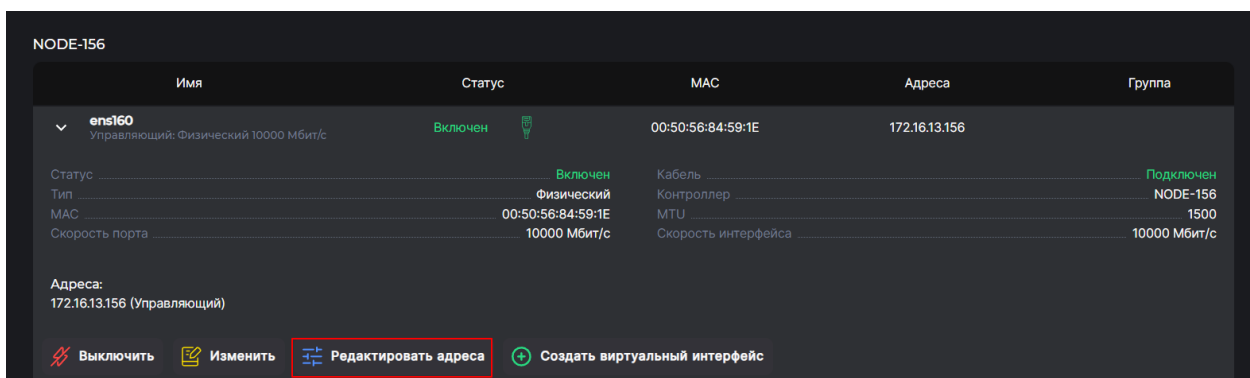 NODE-156
Имя Статус MAC Адреса Группа
ens160 Включен 00:50:56:84:59:1E 172.16.13.156
Управляющий: Физический 10000 Мбит/с
Статус Включен Кабель Подключен
Тип Физический Контроллер NODE-156
MAC 00:50:56:84:59:1E MTU 1500
Скорость порта 10000 Мбит/с Скорость интерфейса 10000 Мбит/с
Адреса:
172.16.13.156 (Управляющий)
Выключить Изменить Редактировать адреса Создать виртуальный интерфейс